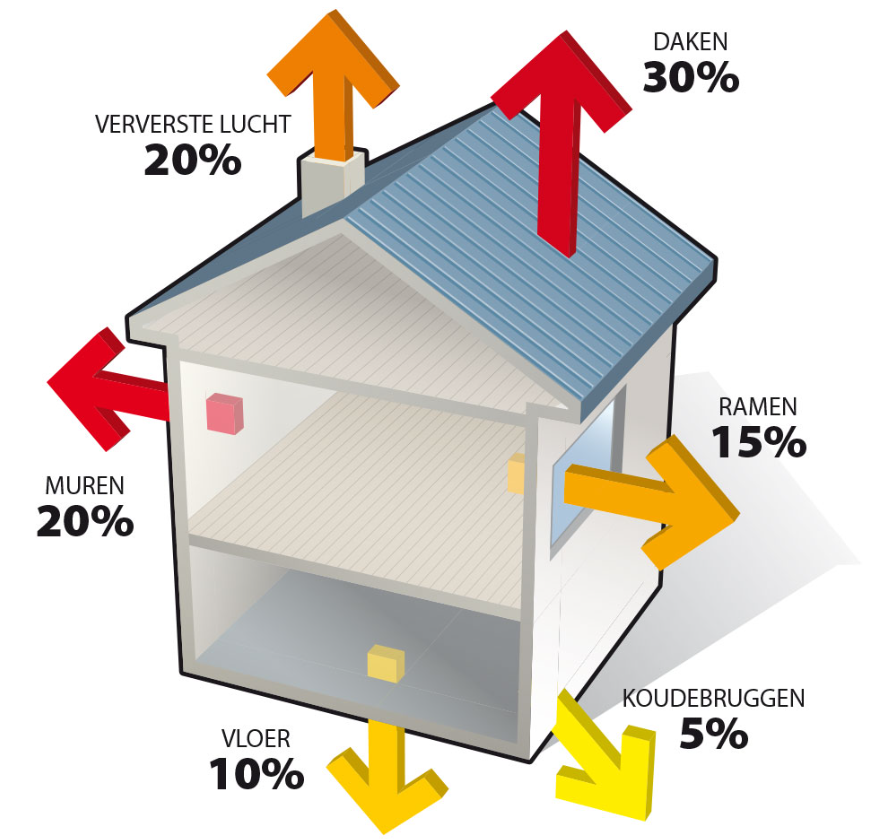 DAKEN
30%
VERVERSTE LUCHT
20%
RAMEN
15%
MUREN
20%
KOUDEBRUGGEN
5%
VLOER
10%